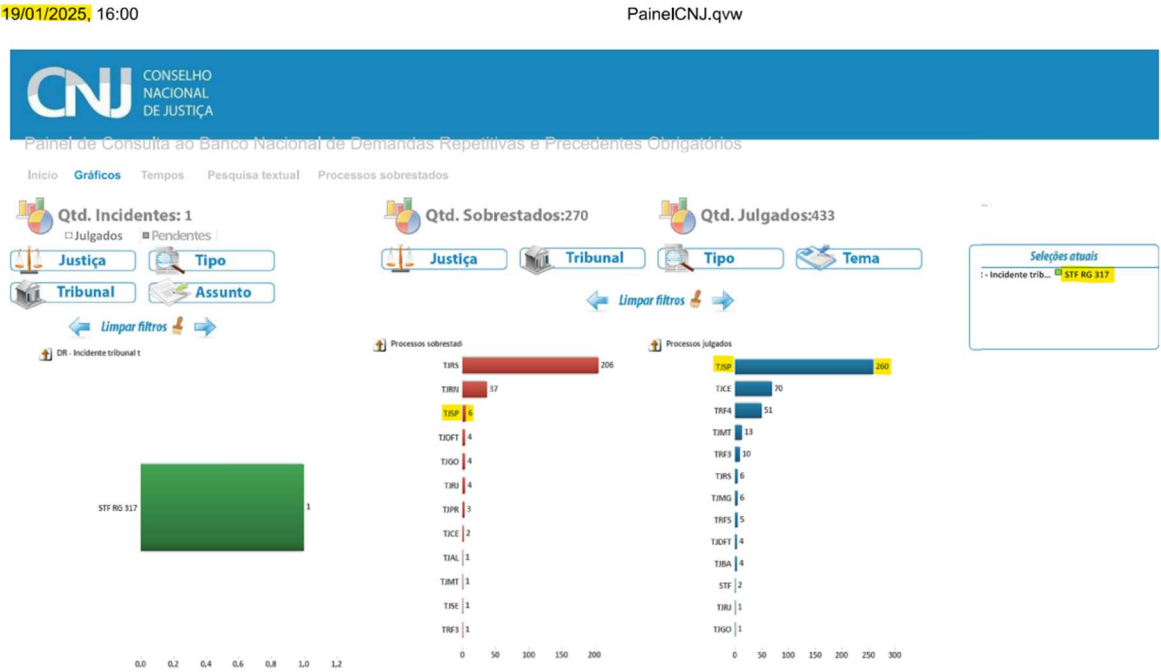 19/01/2025, 16:00 PainelCNJ.qvw
CNJ
CONSELHO
NACIONAL
DE JUSTIÇA
Painel de Consulta ao Banco Nacional de Demandas Repetitivas e Precedentes Obrigatórios
Início Gráficos Tempos Pesquisa textual Processos sobrestados
Qtd. Incidentes: 1
Julgados Pendentes
Justiça Tipo
Tribunal Assunto
Limpar filtros
DR - Incidente tribunal t
STF RG 317 1
0,0 0,2 0,4 0,6 0,8 1,0 1,2
Qtd. Sobrestados:270 Qtd. Julgados:433
Justiça Tribunal Tipo Tema
Limpar filtros
Processos sobrestad
TJRS 206
TJRN 37
TJSP 6
TJDFT 4
TJGO 4
TJRJ 4
TJPR 3
TJCE 2
TJAL 1
TJMT 1
TJSE 1
TRF3 1
0 50 100 150 200
Processos julgados
TJSP 260
TJCE 70
TRF4 51
TJMT 13
TRF3 10
TJRS 6
TJMG 6
TRF5 5
TJDFT 4
TJBA 4
STF 2
TJRJ 1
TJGO 1
0 50 100 150 200 250 300
Seleções atuais
: - Incidente trib... STF RG 317